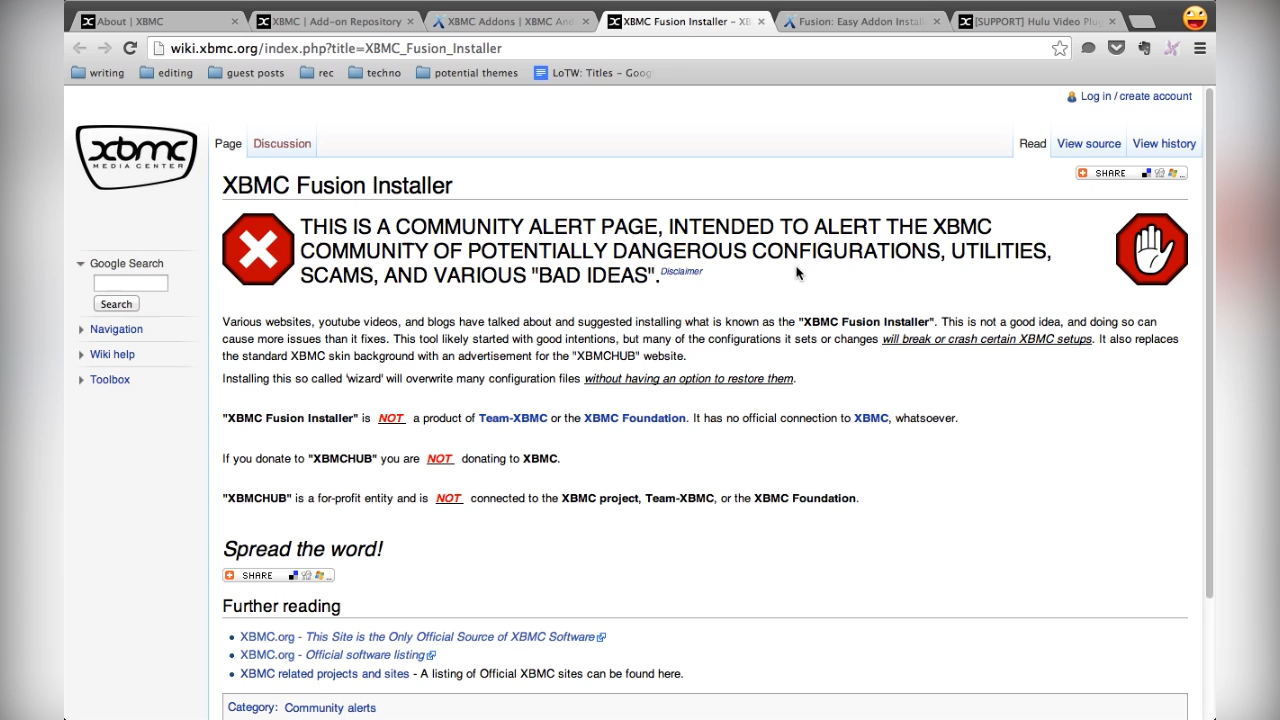 About | XBMC
XBMC | Add-on Repository
XBMC Addons | XBMC And
XBMC Fusion Installer – XB
Fusion: Easy Addon Install
[SUPPORT] Hulu Video Plug
wiki.xbmc.org/index.php?title=XBMC_Fusion_Installer
writing editing guest posts rec techno potential themes LoTW: Titles – Goog
Log in / create account
xbmc
MEDIA CENTER
Page Discussion Read View source View history
SHARE
XBMC Fusion Installer
THIS IS A COMMUNITY ALERT PAGE, INTENDED TO ALERT THE XBMC
COMMUNITY OF POTENTIALLY DANGEROUS CONFIGURATIONS, UTILITIES,
SCAMS, AND VARIOUS "BAD IDEAS". Disclaimer
Google Search
Search
Navigation
Wiki help
Toolbox
Various websites, youtube videos, and blogs have talked about and suggested installing what is known as the "XBMC Fusion Installer". This is not a good idea, and doing so can
cause more issues than it fixes. This tool likely started with good intentions, but many of the configurations it sets or changes will break or crash certain XBMC setups. It also replaces
the standard XBMC skin background with an advertisement for the "XBMCHUB" website.
Installing this so called 'wizard' will overwrite many configuration files without having an option to restore them.
"XBMC Fusion Installer" is NOT a product of Team-XBMC or the XBMC Foundation. It has no official connection to XBMC, whatsoever.
If you donate to "XBMCHUB" you are NOT donating to XBMC.
"XBMCHUB" is a for-profit entity and is NOT connected to the XBMC project, Team-XBMC, or the XBMC Foundation.
Spread the word!
SHARE
Further reading
XBMC.org - This Site is the Only Official Source of XBMC Software
XBMC.org - Official software listing
XBMC related projects and sites - A listing of Official XBMC sites can be found here.
Category: Community alerts